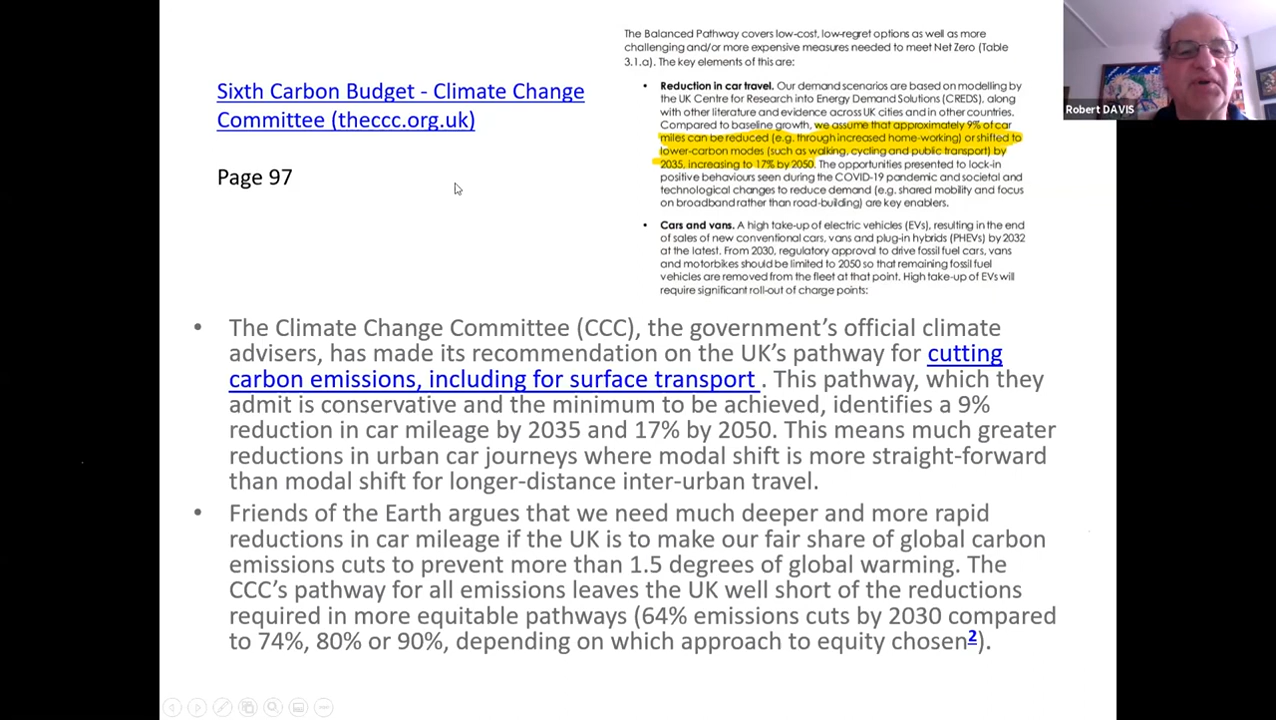 Sixth Carbon Budget - Climate Change
Committee (theccc.org.uk)
Page 97
The Balanced Pathway covers low-cost, low-regret options as well as more
challenging and/or more expensive measures needed to meet Net Zero (Table
3.1.a). The key elements of this are:
• Reduction in car travel. Our demand scenarios are based on modelling by
the UK Centre for Research into Energy Demand Solutions (CREDS), along
with other literature and evidence across UK cities and in other countries.
Compared to baseline growth, we assume that approximately 9% of car
miles can be reduced (e.g. through increased home-working) or shifted to
lower-carbon modes (such as walking, cycling and public transport) by
2035, increasing to 17% by 2050. The opportunities presented to lock-in
positive behaviours seen during the COVID-19 pandemic and societal and
technological changes to reduce demand (e.g. shared mobility and focus
on broadband rather than road-building) are key enablers.
• Cars and vans. A high take-up of electric vehicles (EVs), resulting in the end
of sales of new conventional cars, vans and plug-in hybrids (PHEVs) by 2032
at the latest. From 2030, regulatory approval to drive fossil fuel cars, vans
and motorbikes should be limited to 2050 so that remaining fossil fuel
vehicles are removed from the fleet at that point. High take-up of EVs will
require significant roll-out of charge points:
Robert DAVIS
• The Climate Change Committee (CCC), the government's official climate
advisers, has made its recommendation on the UK's pathway for cutting
carbon emissions, including for surface transport . This pathway, which they
admit is conservative and the minimum to be achieved, identifies a 9%
reduction in car mileage by 2035 and 17% by 2050. This means much greater
reductions in urban car journeys where modal shift is more straight-forward
than modal shift for longer-distance inter-urban travel.
• Friends of the Earth argues that we need much deeper and more rapid
reductions in car mileage if the UK is to make our fair share of global carbon
emissions cuts to prevent more than 1.5 degrees of global warming. The
CCC's pathway for all emissions leaves the UK well short of the reductions
required in more equitable pathways (64% emissions cuts by 2030 compared
to 74%, 80% or 90%, depending on which approach to equity chosen2).